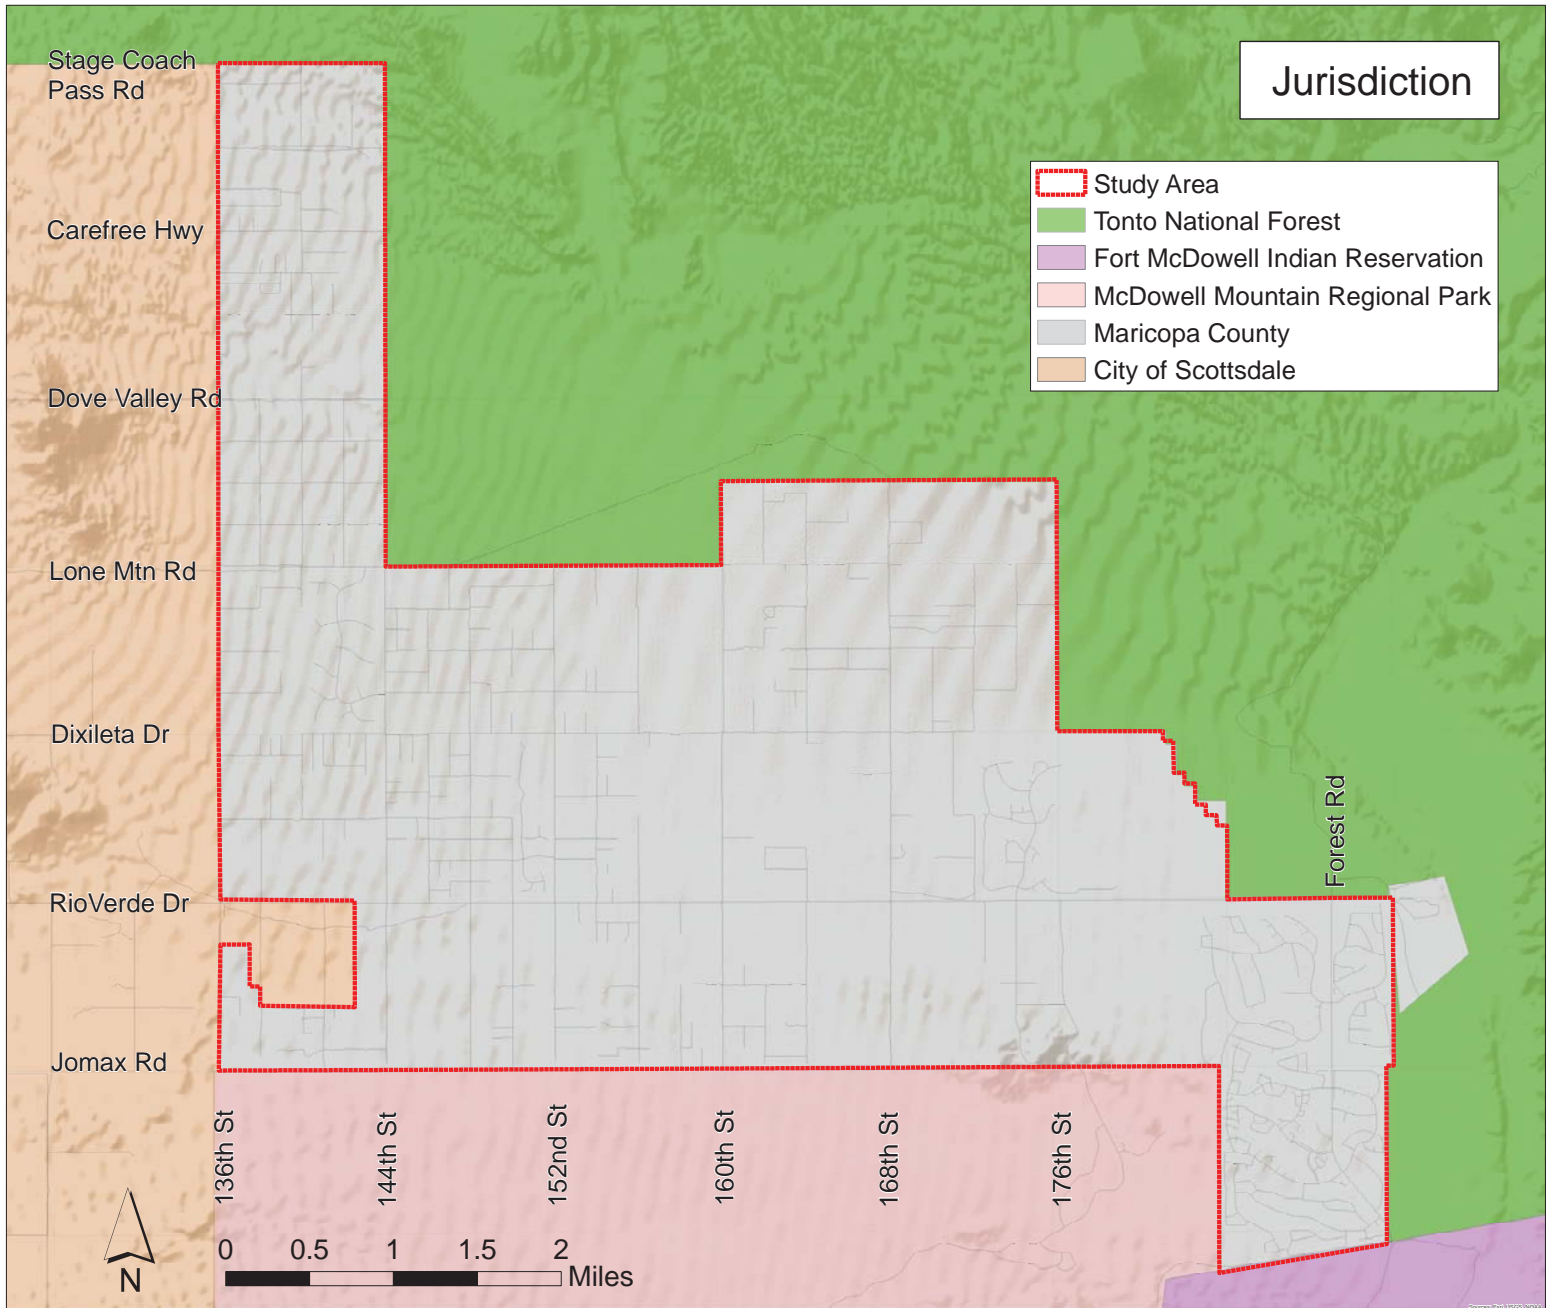 Jurisdiction
Study Area
Tonto National Forest
Fort McDowell Indian Reservation
McDowell Mountain Regional Park
Maricopa County
City of Scottsdale
Stage Coach
Pass Rd
Carefree Hwy
Dove Valley Rd
Lone Mtn Rd
Dixileta Dr
RioVerde Dr
Jomax Rd
Forest Rd
136th St
144th St
152nd St
160th St
168th St
176th St
0 0.5 1 1.5 2
Miles
N